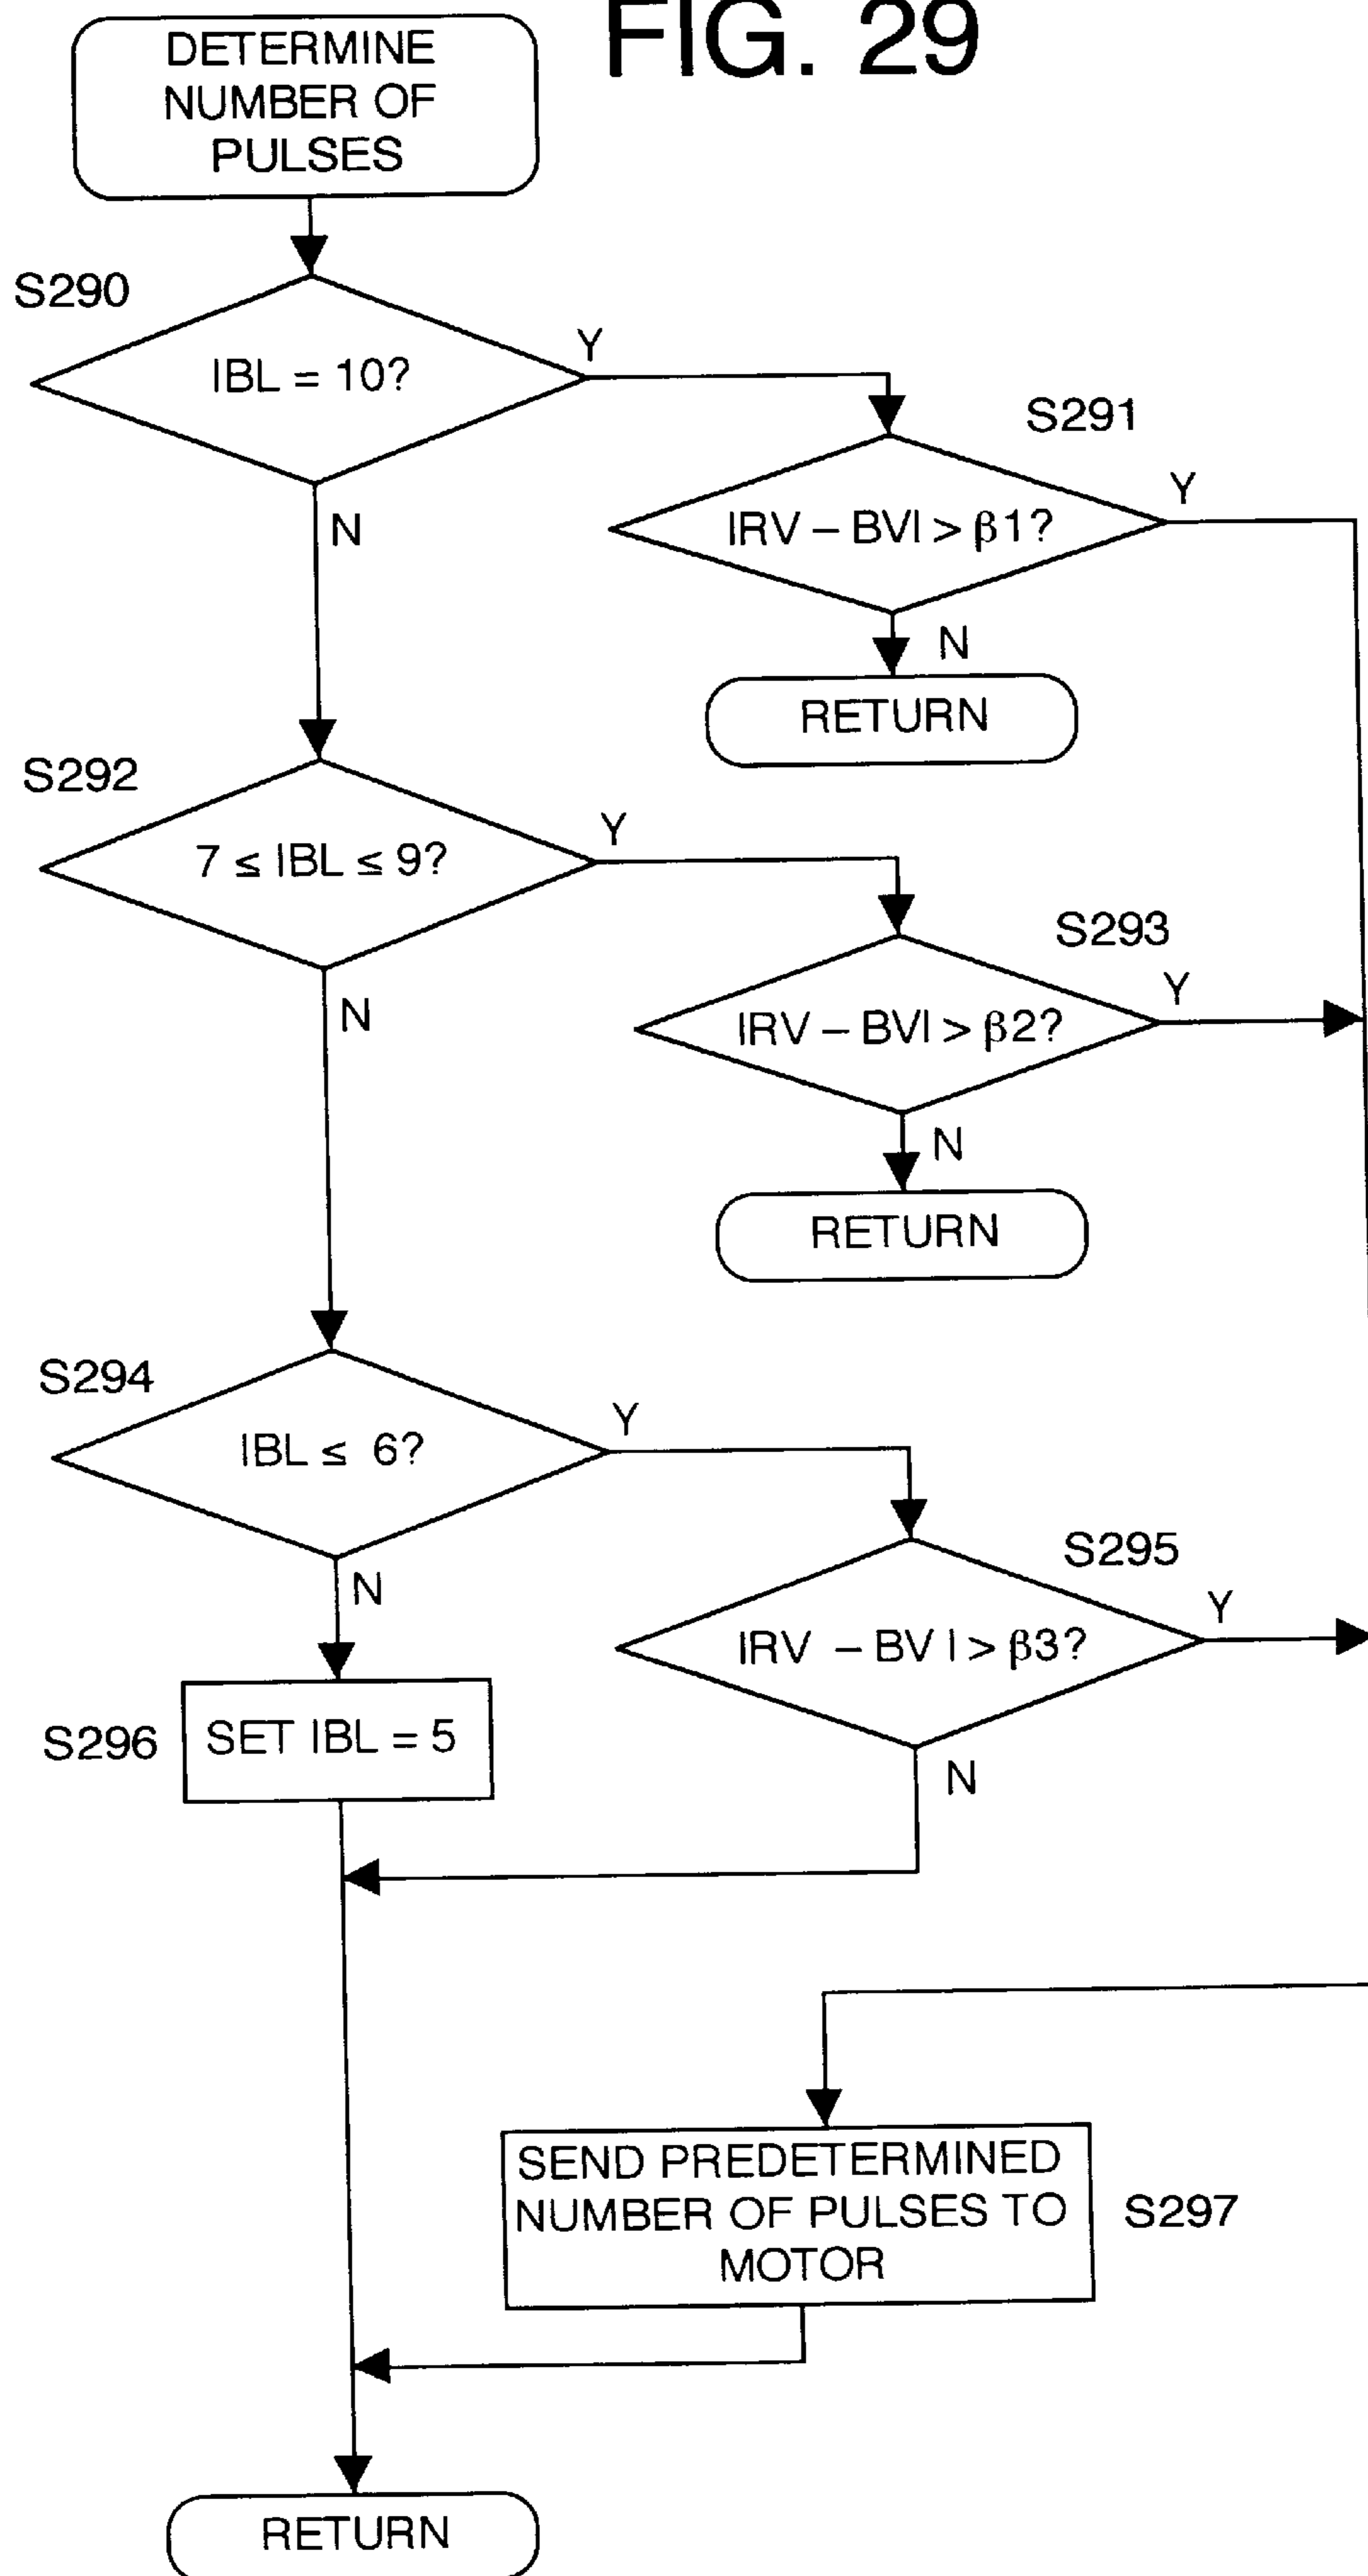 FIG. 29
DETERMINE
NUMBER OF
PULSES
S290
IBL = 10?
Y
N
S291
IRV – BVI > β1?
Y
N
RETURN
S292
7 ≤ IBL ≤ 9?
Y
N
S293
IRV – BVI > β2?
Y
N
RETURN
S294
IBL ≤ 6?
Y
N
S295
IRV – BV I > β3?
Y
N
S296
SET IBL = 5
SEND PREDETERMINED
NUMBER OF PULSES TO
MOTOR
S297
RETURN